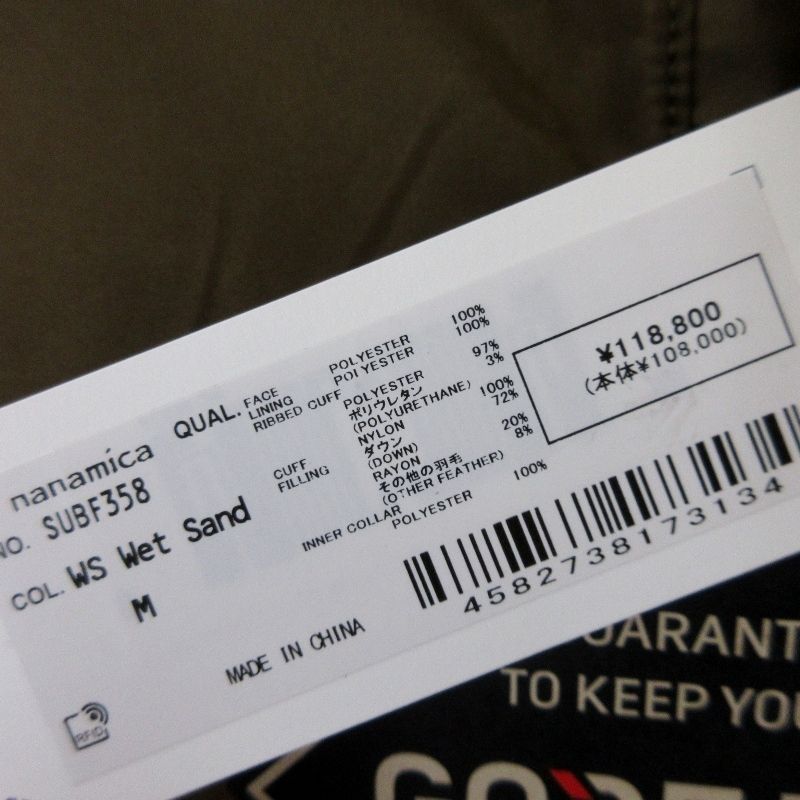 nanamica
NO. SUBF358
COL. WS Wet Sand
M
QUAL. FACE POLYESTER 100%
LINING POLYESTER 100%
RIBBED CUFF POLYESTER 97%
ポリウレタン 3%
(POLYURETHANE)
CUFF NYLON 100%
FILLING ダウン 72%
(DOWN)
RAYON 20%
その他の羽毛 8%
(OTHER FEATHER)
INNER COLLAR
POLYESTER 100%
¥118,800
(本体¥108,000)
4582738173134
MADE IN CHINA
RFID
TO KEEP